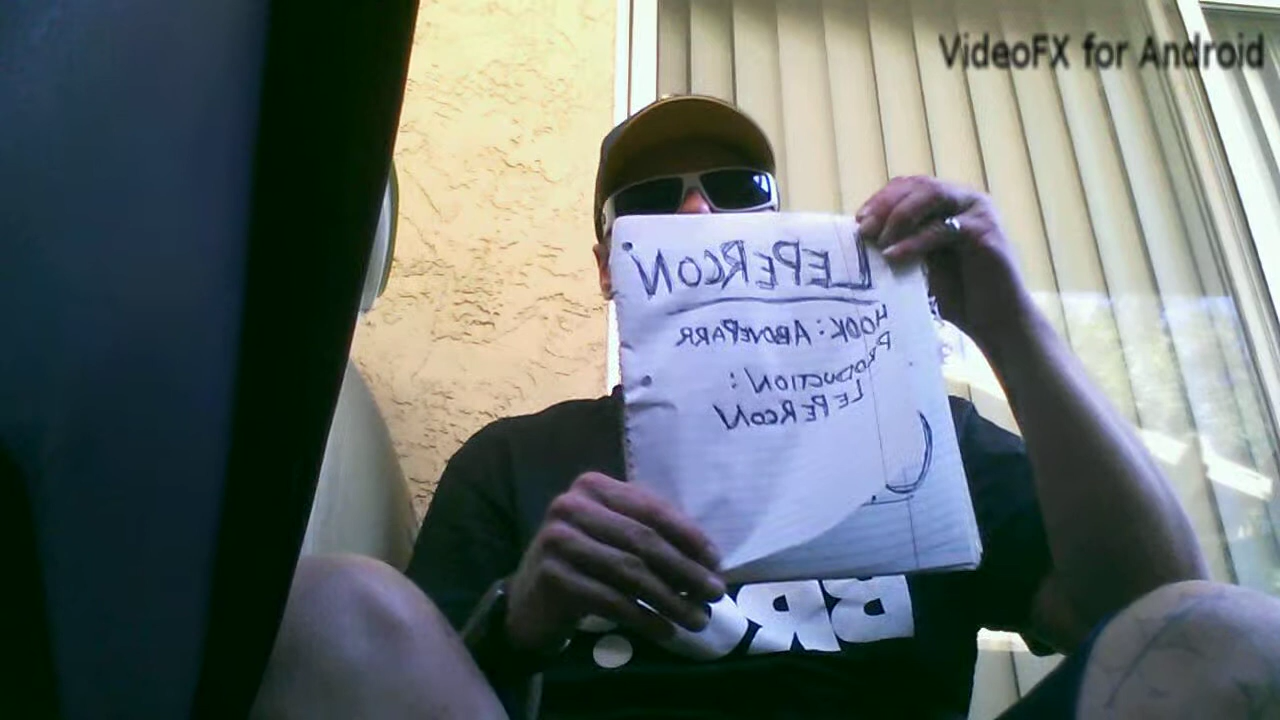 VideoFX for Android
LEPERCON
HOOK: ABOVEPARR
PRODUCTION:
LEPERCON